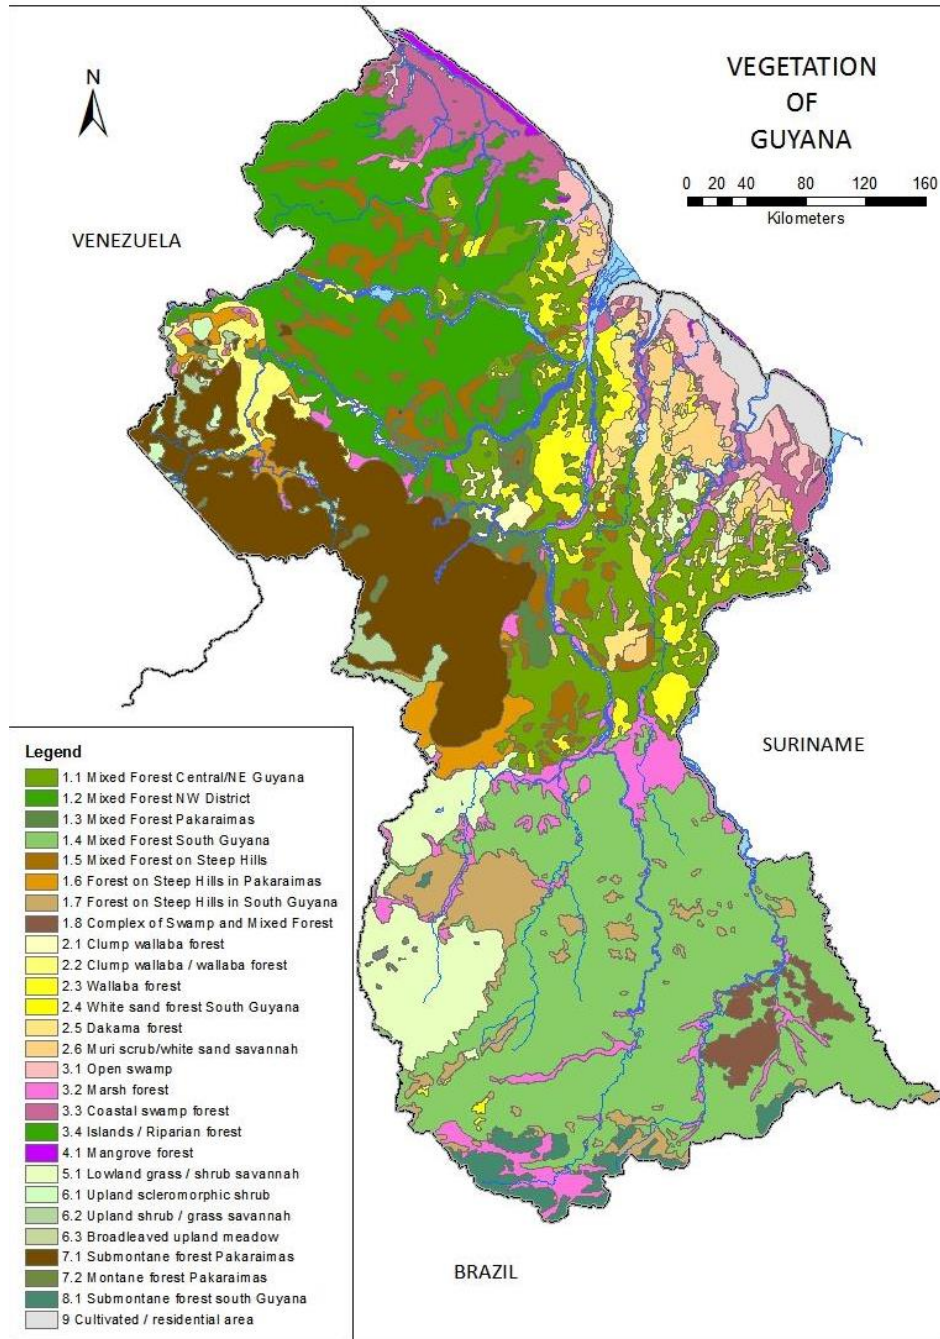 VEGETATION
OF
GUYANA
N
0 20 40 80 120 160
Kilometers
VENEZUELA
SURINAME
BRAZIL
Legend
1.1 Mixed Forest Central/NE Guyana
1.2 Mixed Forest NW District
1.3 Mixed Forest Pakaraimas
1.4 Mixed Forest South Guyana
1.5 Mixed Forest on Steep Hills
1.6 Forest on Steep Hills in Pakaraimas
1.7 Forest on Steep Hills in South Guyana
1.8 Complex of Swamp and Mixed Forest
2.1 Clump wallaba forest
2.2 Clump wallaba / wallaba forest
2.3 Wallaba forest
2.4 White sand forest South Guyana
2.5 Dakama forest
2.6 Muri scrub/white sand savannah
3.1 Open swamp
3.2 Marsh forest
3.3 Coastal swamp forest
3.4 Islands / Riparian forest
4.1 Mangrove forest
5.1 Lowland grass / shrub savannah
6.1 Upland scleromorphic shrub
6.2 Upland shrub / grass savannah
6.3 Broadleaved upland meadow
7.1 Submontane forest Pakaraimas
7.2 Montane forest Pakaraimas
8.1 Submontane forest south Guyana
9 Cultivated / residential area